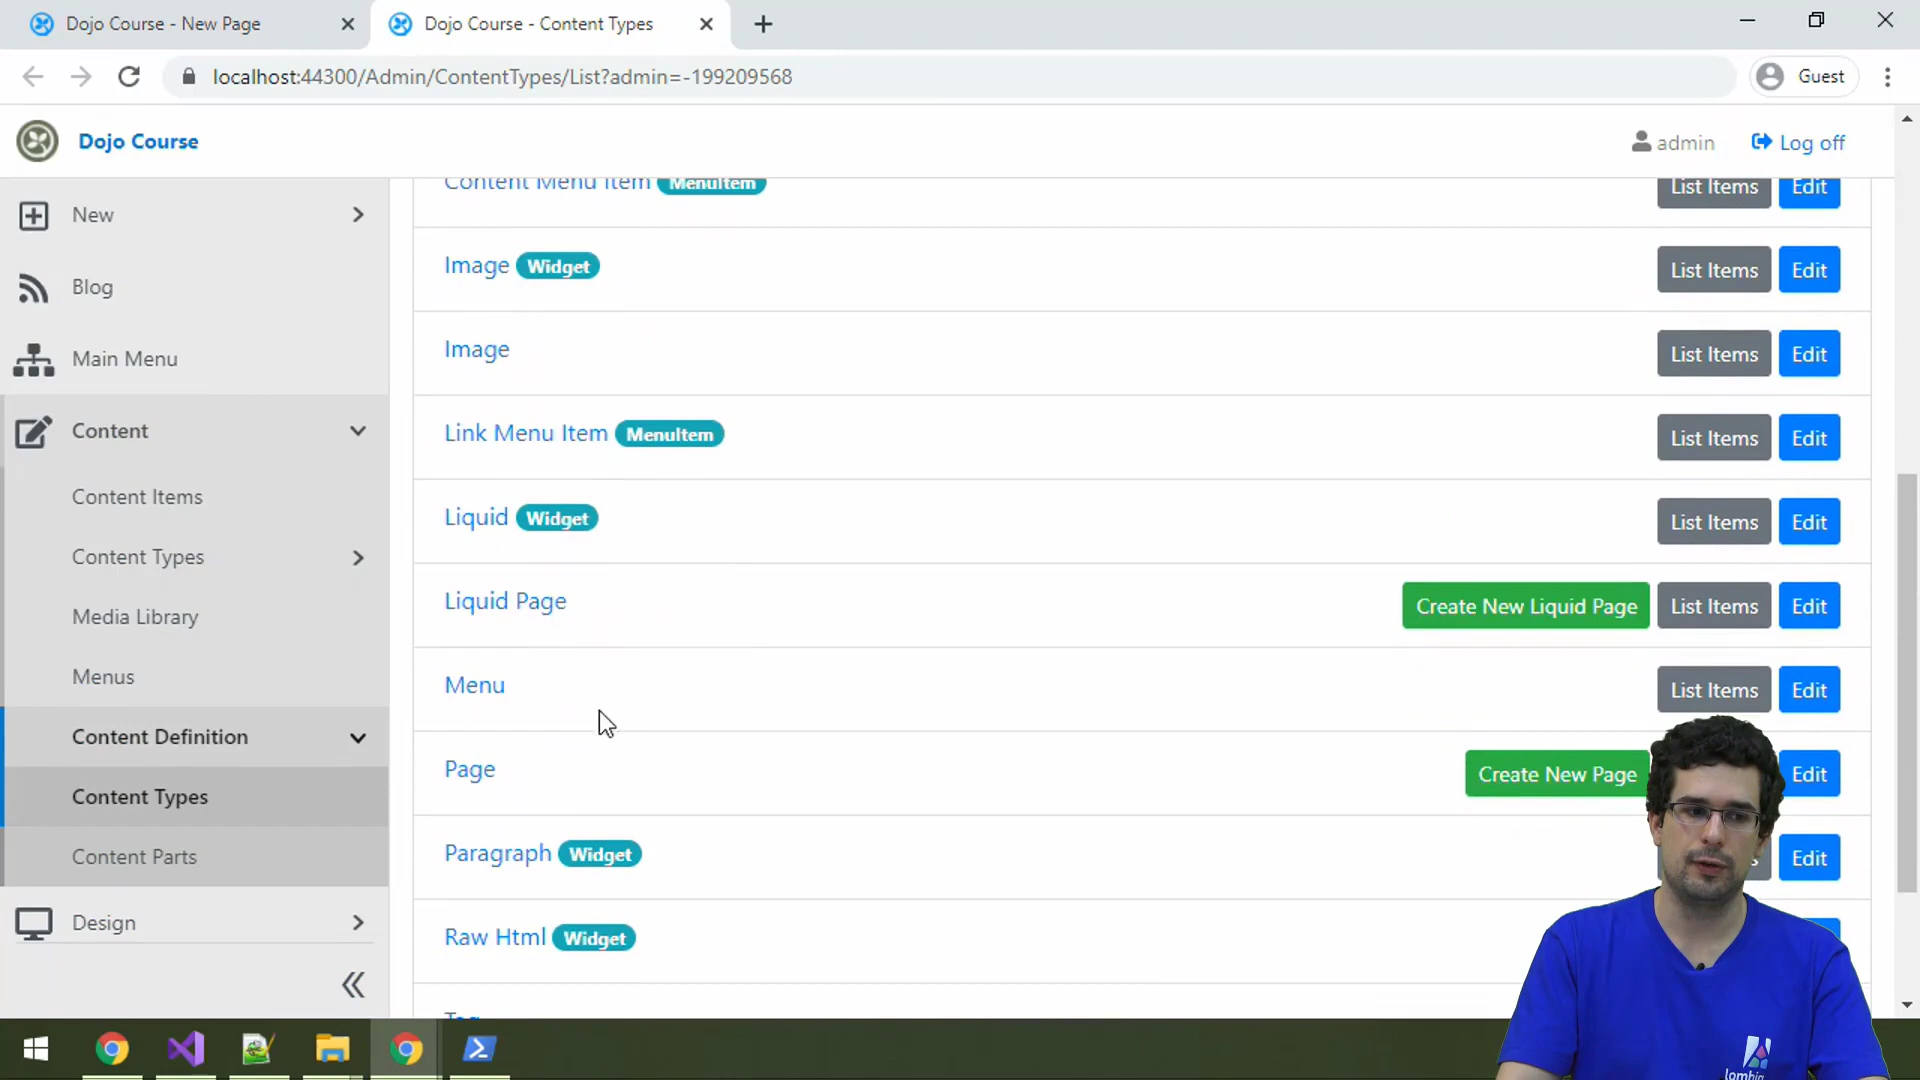 Dojo Course - New Page
Dojo Course - Content Types
localhost:44300/Admin/ContentTypes/List?admin=-199209568
Guest
Dojo Course
admin
Log off
New
Blog
Main Menu
Content
Content Items
Content Types
Media Library
Menus
Content Definition
Content Types
Content Parts
Design
Content Menu Item MenuItem List Items Edit
Image Widget List Items Edit
Image List Items Edit
Link Menu Item MenuItem List Items Edit
Liquid Widget List Items Edit
Liquid Page Create New Liquid Page List Items Edit
Menu List Items Edit
Page Create New Page Edit
Paragraph Widget Edit
Raw Html Widget